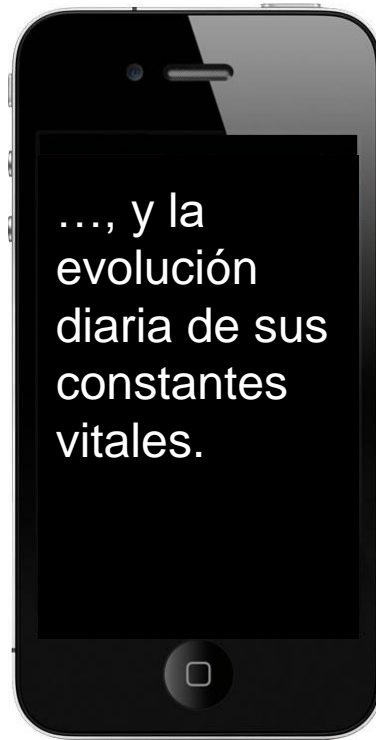 …, y la
evolución
diaria de sus
constantes
vitales.